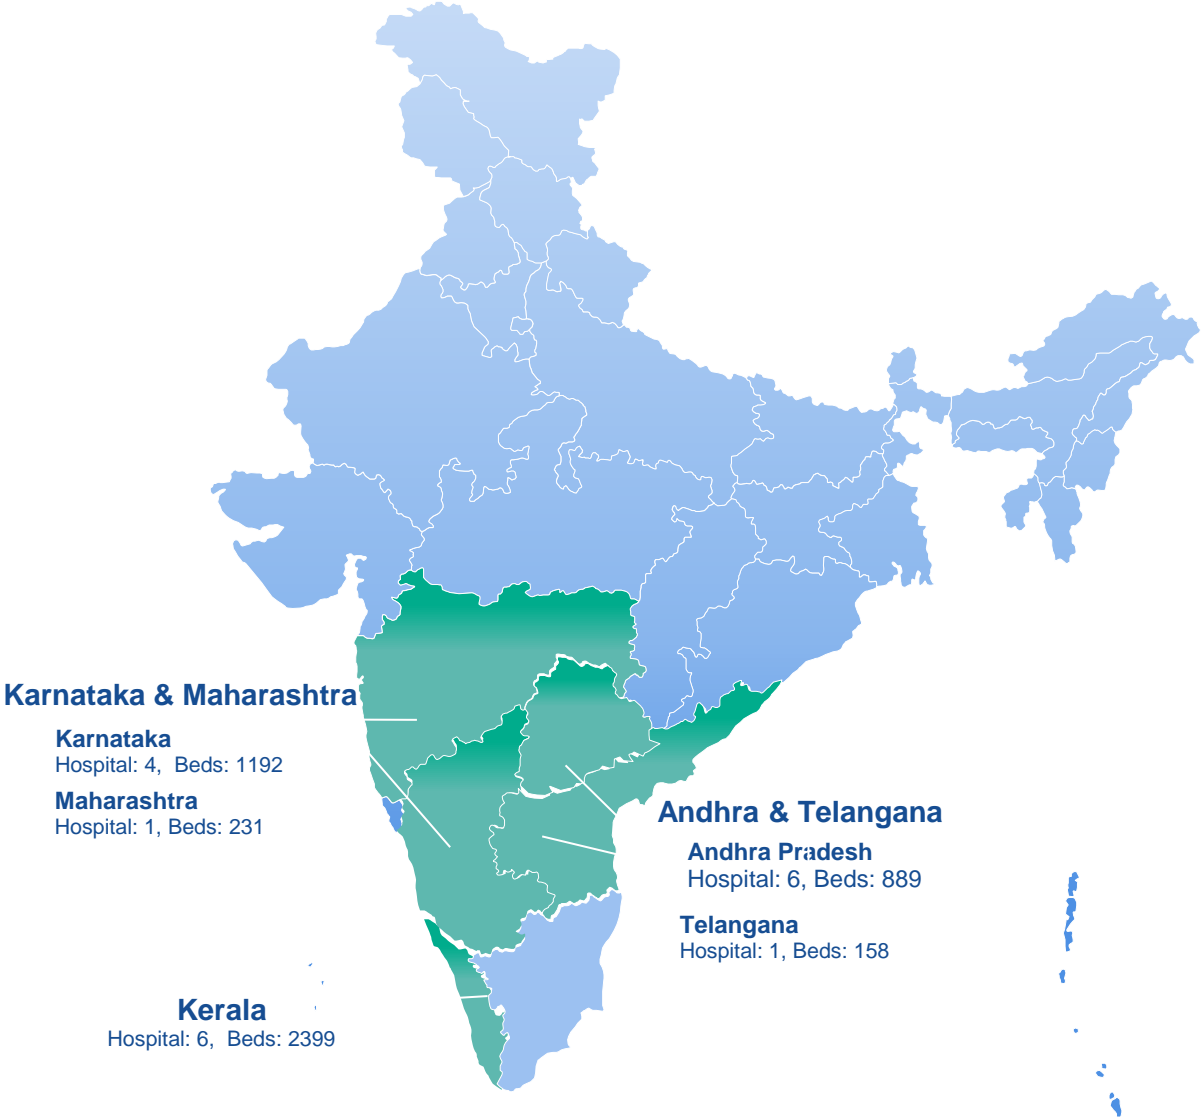 Karnataka & Maharashtra
Karnataka
Hospital: 4, Beds: 1192
Maharashtra
Hospital: 1, Beds: 231
Andhra & Telangana
Andhra Pradesh
Hospital: 6, Beds: 889
Telangana
Hospital: 1, Beds: 158
Kerala
Hospital: 6, Beds: 2399